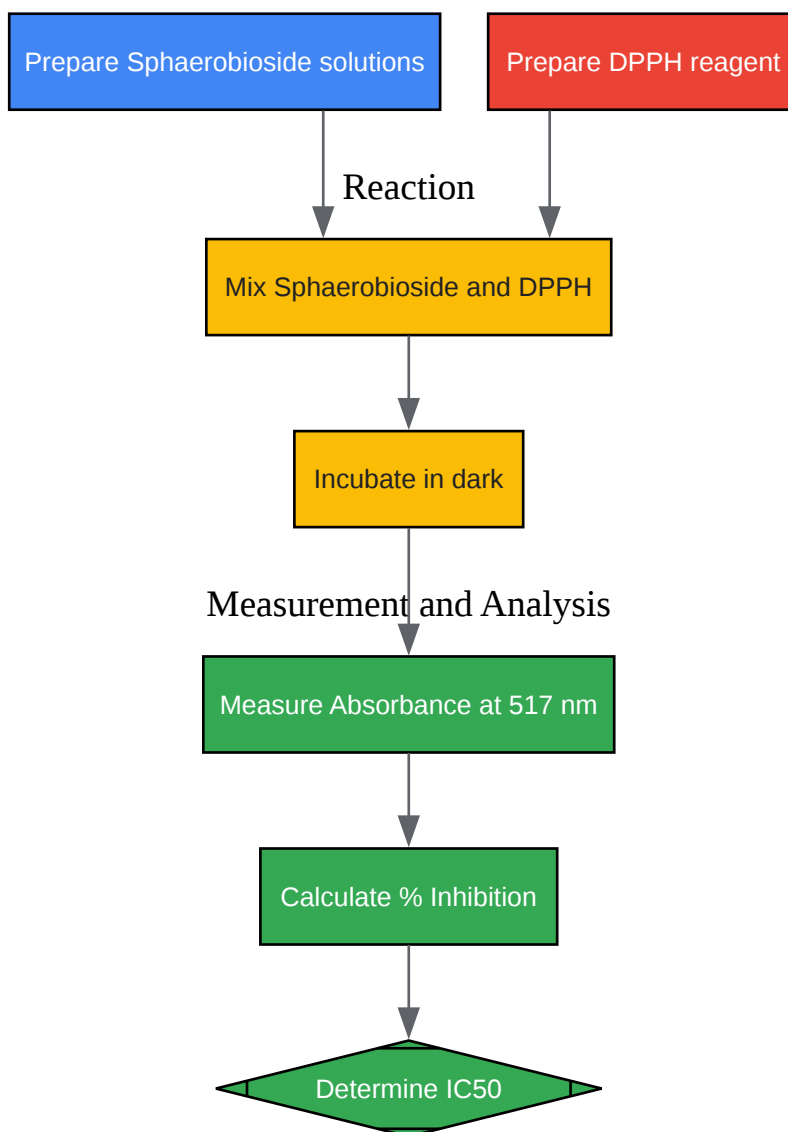 Prepare Sphaerobioside solutions
Prepare DPPH reagent
Reaction
Mix Sphaerobioside and DPPH
Incubate in dark
Measurement and Analysis
Measure Absorbance at 517 nm
Calculate % Inhibition
Determine IC50